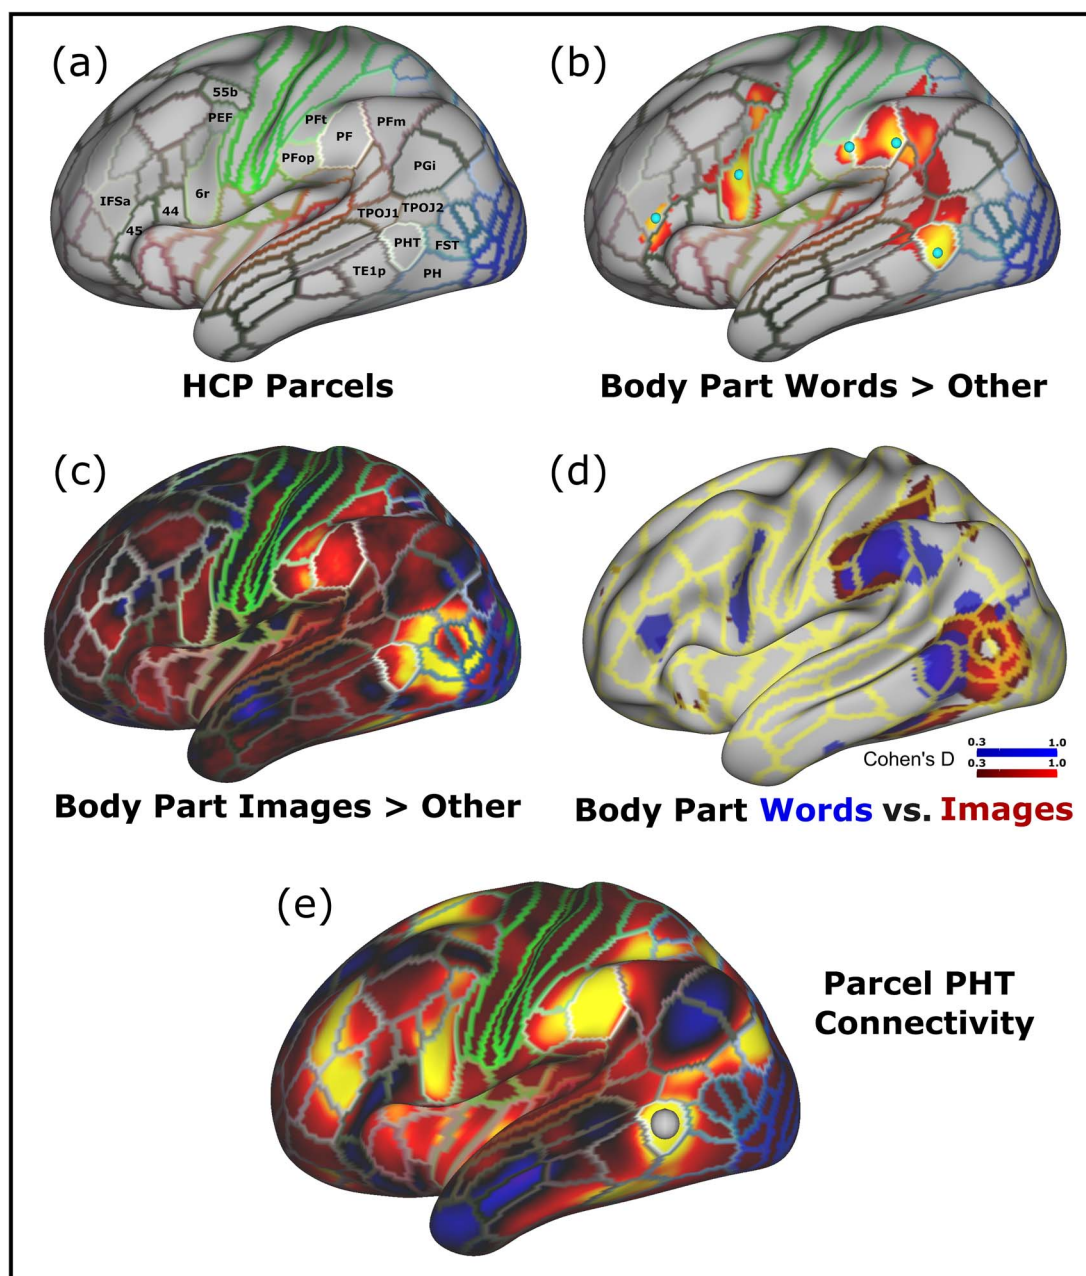 (a)
55b
PEF
PFt
PF
PFm
PFop
PGi
6r
IFSa
44
45
TPOJ1
TPOJ2
PHT
FST
TE1p
PH
HCP Parcels
(b)
Body Part Words > Other
(c)
Body Part Images > Other
(d)
0.3 1.0
Cohen's D
0.3 1.0
Body Part Words vs. Images
(e)
Parcel PHT
Connectivity